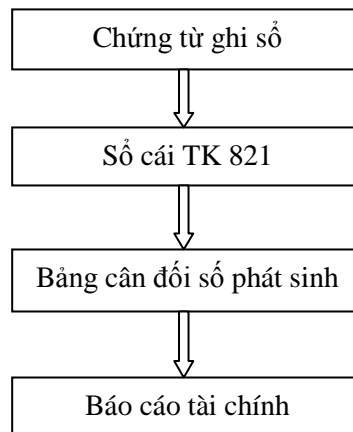 Chứng từ ghi sổ
Sổ cái TK 821
Bảng cân đối số phát sinh
Báo cáo tài chính